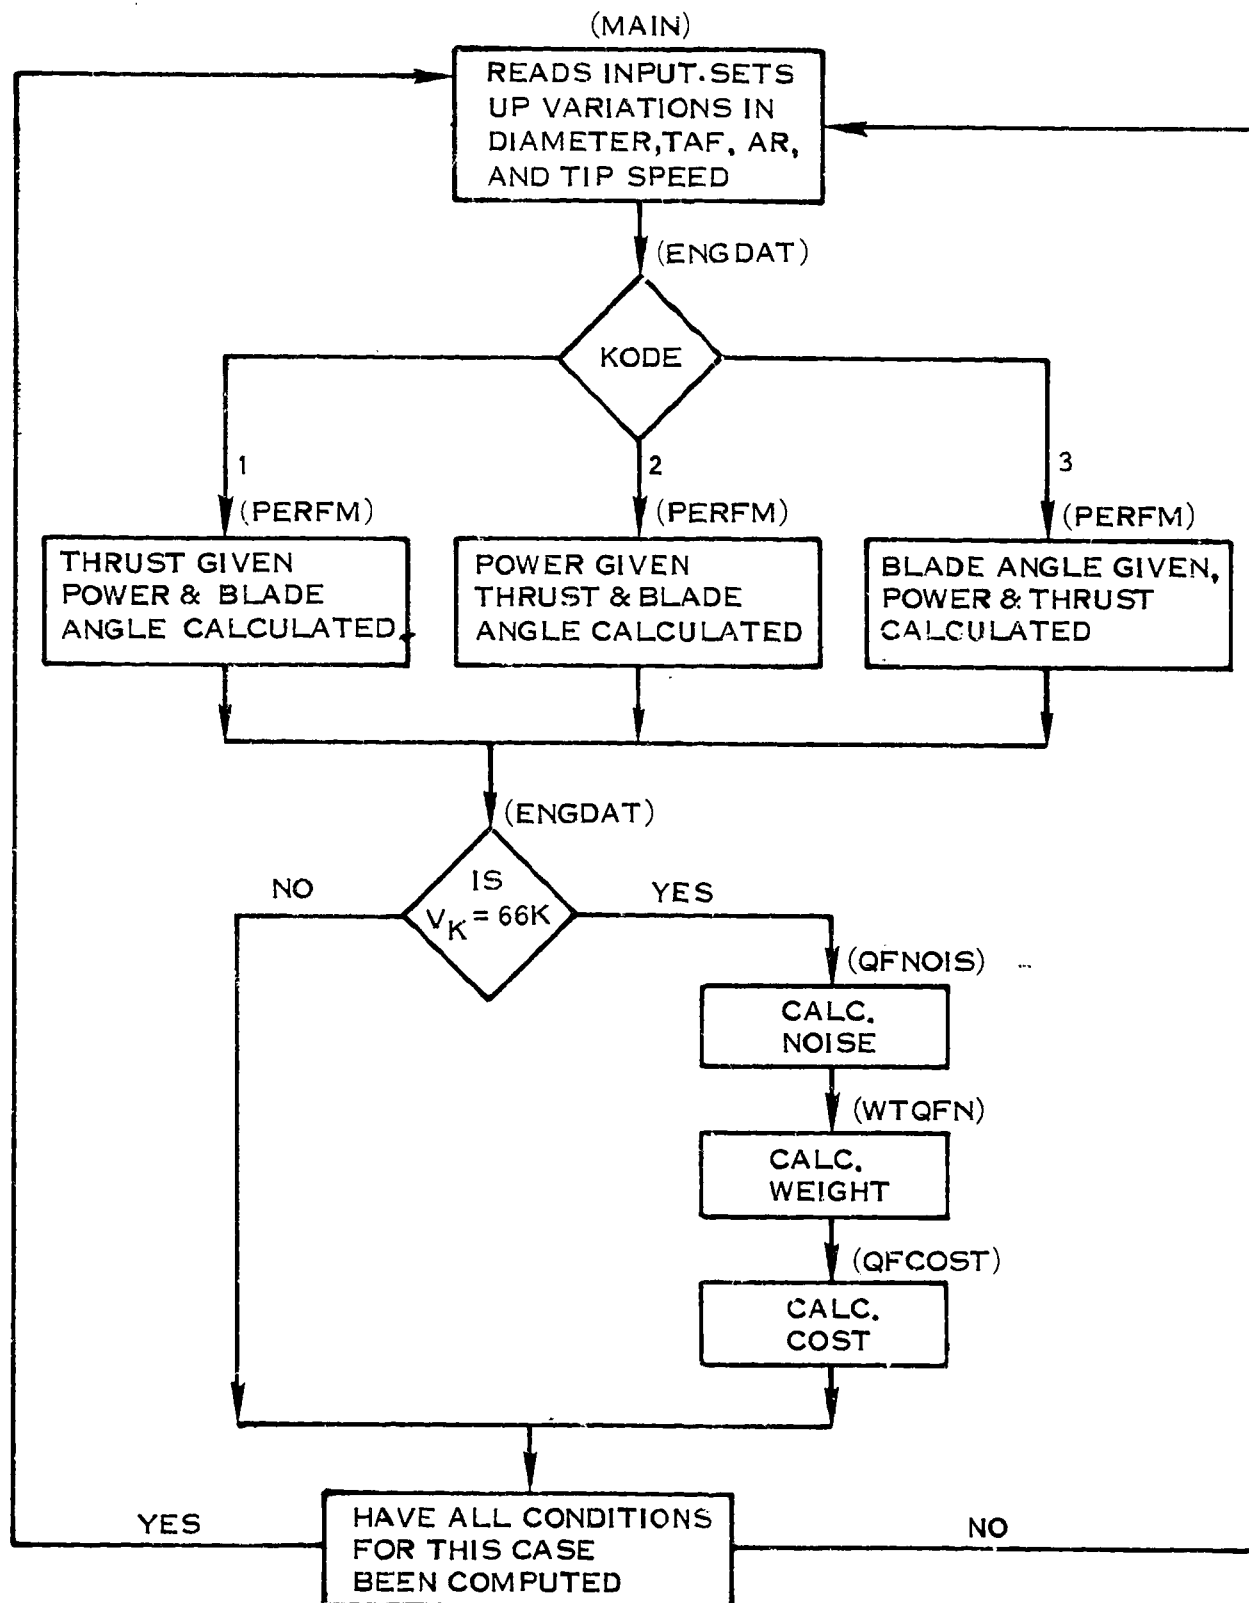 (MAIN)
READS INPUT. SETS
UP VARIATIONS IN
DIAMETER, TAF, AR,
AND TIP SPEED
(ENGDAT)
KODE
1
2
3
(PERFM)
(PERFM)
(PERFM)
THRUST GIVEN
POWER & BLADE
ANGLE CALCULATED.
POWER GIVEN
THRUST & BLADE
ANGLE CALCULATED
BLADE ANGLE GIVEN,
POWER & THRUST
CALCULATED
(ENGDAT)
NO
IS
VK = 66K
YES
(QFNOIS)
CALC.
NOISE
(WTQFN)
CALC.
WEIGHT
(QFCOST)
CALC.
COST
YES
HAVE ALL CONDITIONS
FOR THIS CASE
BEEN COMPUTED
NO